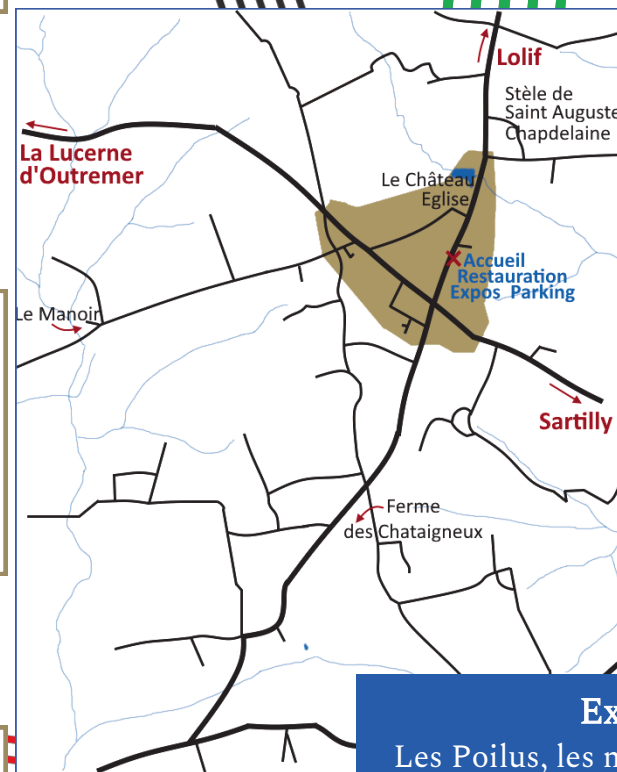 Lolif
Stèle de
Saint Auguste
Chapdelaine
La Lucerne
d'Outremer
Le Château
Eglise
Accueil
Restauration
Expos Parking
Le Manoir
Sartilly
Ferme
des Chataigneux
Ex
Les Poilus, les